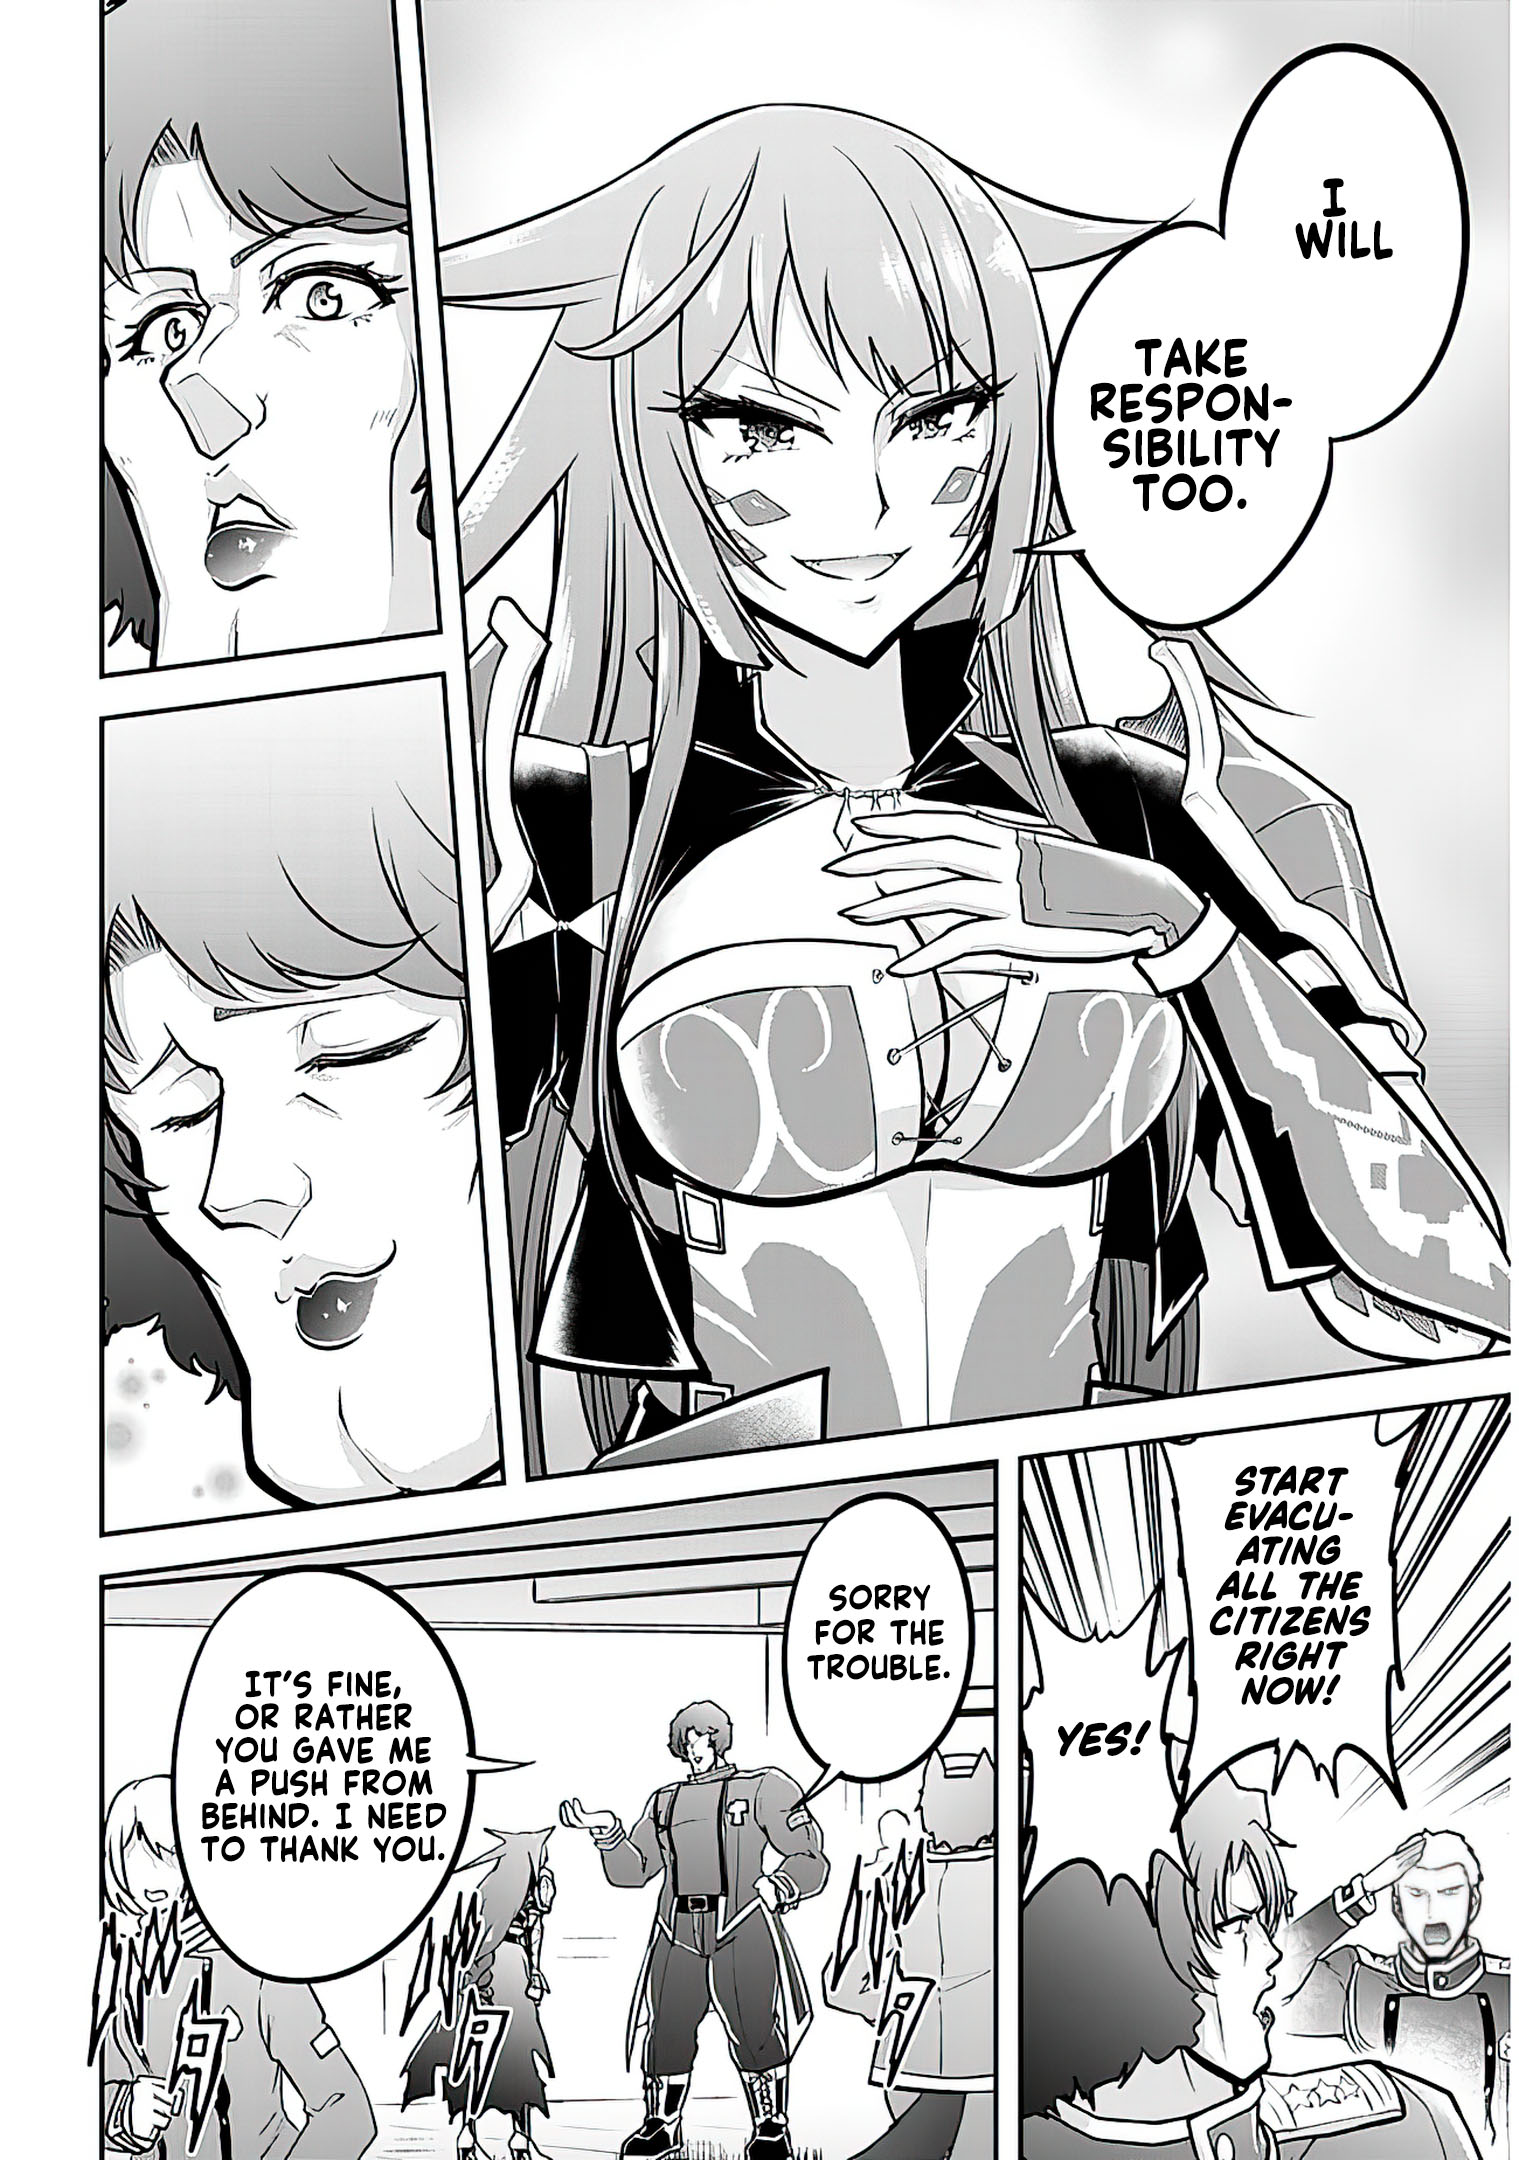 I
WILL
TAKE
RESPON-
SIBILITY
TOO.
START
EVACU-
ATING
ALL THE
CITIZENS
RIGHT
NOW!
YES!
SORRY
FOR THE
TROUBLE.
IT'S FINE,
OR RATHER
YOU GAVE ME
A PUSH FROM
BEHIND. I NEED
TO THANK YOU.